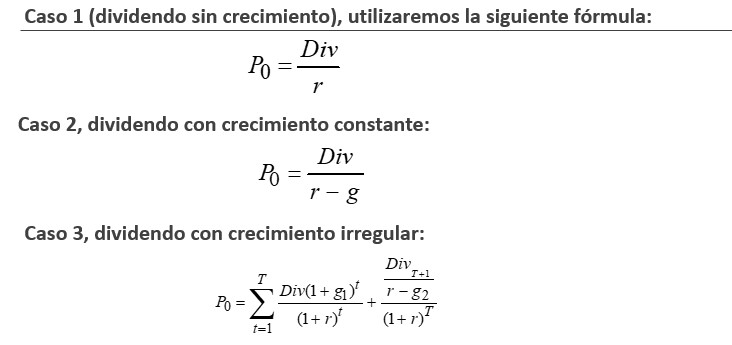 Caso 1 (dividendo sin crecimiento), utilizaremos la siguiente fórmula:
P₀ = Div / r
Caso 2, dividendo con crecimiento constante:
P₀ = Div / (r − g)
Caso 3, dividendo con crecimiento irregular:
P₀ = ∑_{t=1}^{T} Div(1 + g₁)^t / (1 + r)^t + (Div_{T+1} / (r − g₂)) / (1 + r)^T